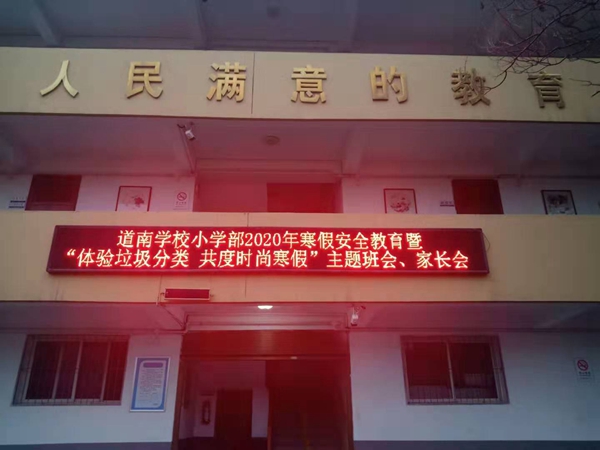 人民满意的教育
道南学校小学部2020年寒假安全教育暨
“体验垃圾分类 共度时尚寒假”主题班会、家长会